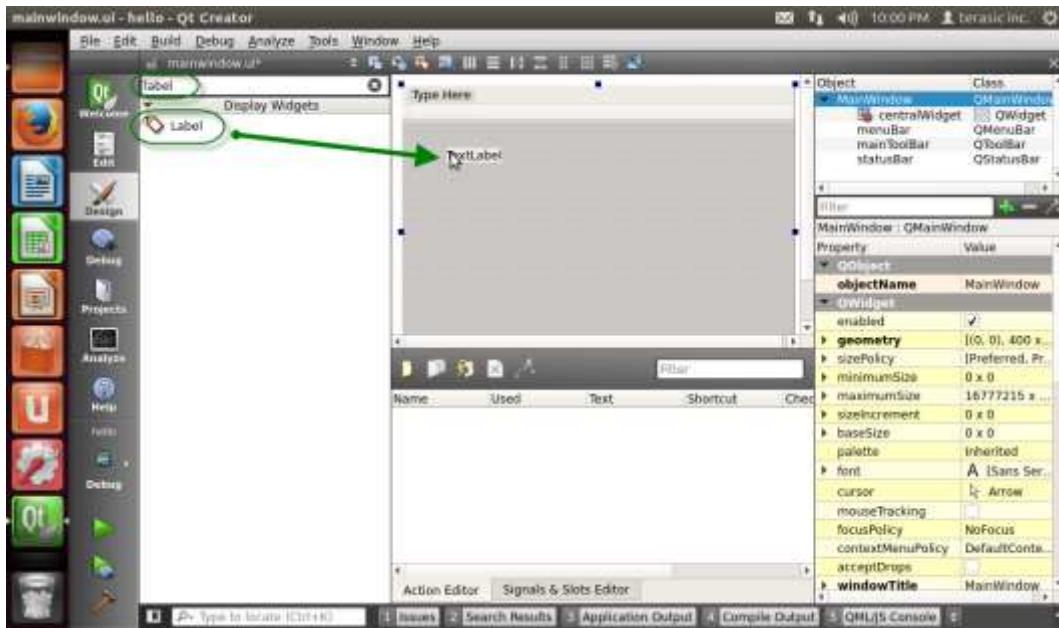 mainwindow.ui - hello - Qt Creator
10:00 PM terasic inc.
File Edit Build Debug Analyze Tools Window Help
mainwindow.ui*
label
Display Widgets
Label
Type Here
TextLabel
Qt
Welcome
Edit
Design
Debug
Projects
Analyze
Help
hello
Debug
Object Class
MainWindow QMainWindow
centralWidget QWidget
menuBar QMenuBar
mainToolBar QToolBar
statusBar QStatusBar
Filter
MainWindow : QMainWindow
Property Value
QObject
objectName MainWindow
QWidget
enabled
geometry [(0, 0), 400 x...
sizePolicy [Preferred, Pr...
minimumSize 0 x 0
maximumSize 16777215 x ...
sizeIncrement 0 x 0
baseSize 0 x 0
palette Inherited
font A [Sans Ser...
cursor Arrow
mouseTracking
focusPolicy NoFocus
contextMenuPolicy DefaultConte...
acceptDrops
windowTitle MainWindow
Filter
Name Used Text Shortcut Chec
Action Editor Signals & Slots Editor
Type to locate (Ctrl+K)
1 Issues 2 Search Results 3 Application Output 4 Compile Output 5 QML/JS Console